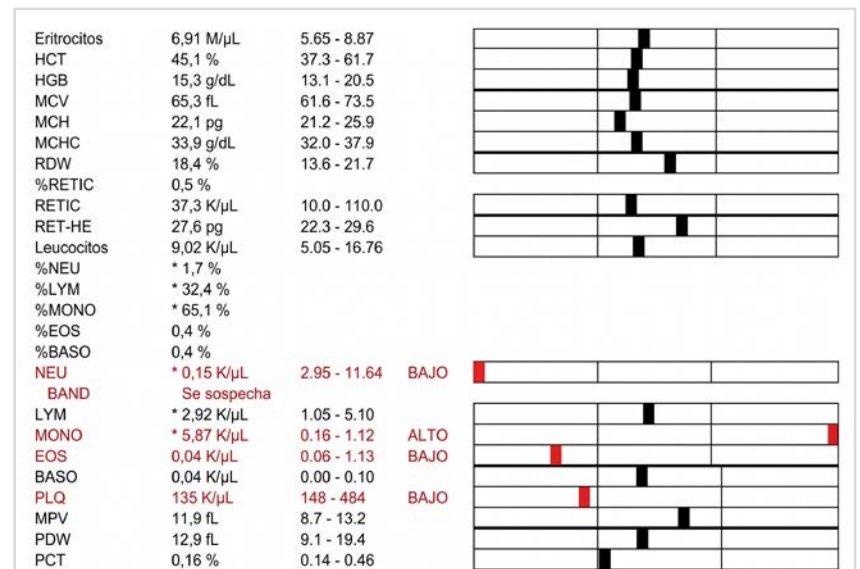 Eritrocitos 6,91 M/µL 5.65 - 8.87
HCT 45,1 % 37.3 - 61.7
HGB 15,3 g/dL 13.1 - 20.5
MCV 65,3 fL 61.6 - 73.5
MCH 22,1 pg 21.2 - 25.9
MCHC 33,9 g/dL 32.0 - 37.9
RDW 18,4 % 13.6 - 21.7
%RETIC 0,5 %
RETIC 37,3 K/µL 10.0 - 110.0
RET-HE 27,6 pg 22.3 - 29.6
Leucocitos 9,02 K/µL 5.05 - 16.76
%NEU * 1,7 %
%LYM * 32,4 %
%MONO * 65,1 %
%EOS 0,4 %
%BASO 0,4 %
NEU * 0,15 K/µL 2.95 - 11.64 BAJO
BAND Se sospecha
LYM * 2,92 K/µL 1.05 - 5.10
MONO * 5,87 K/µL 0.16 - 1.12 ALTO
EOS 0,04 K/µL 0.06 - 1.13 BAJO
BASO 0,04 K/µL 0.00 - 0.10
PLQ 135 K/µL 148 - 484 BAJO
MPV 11,9 fL 8.7 - 13.2
PDW 12,9 fL 9.1 - 19.4
PCT 0,16 % 0.14 - 0.46